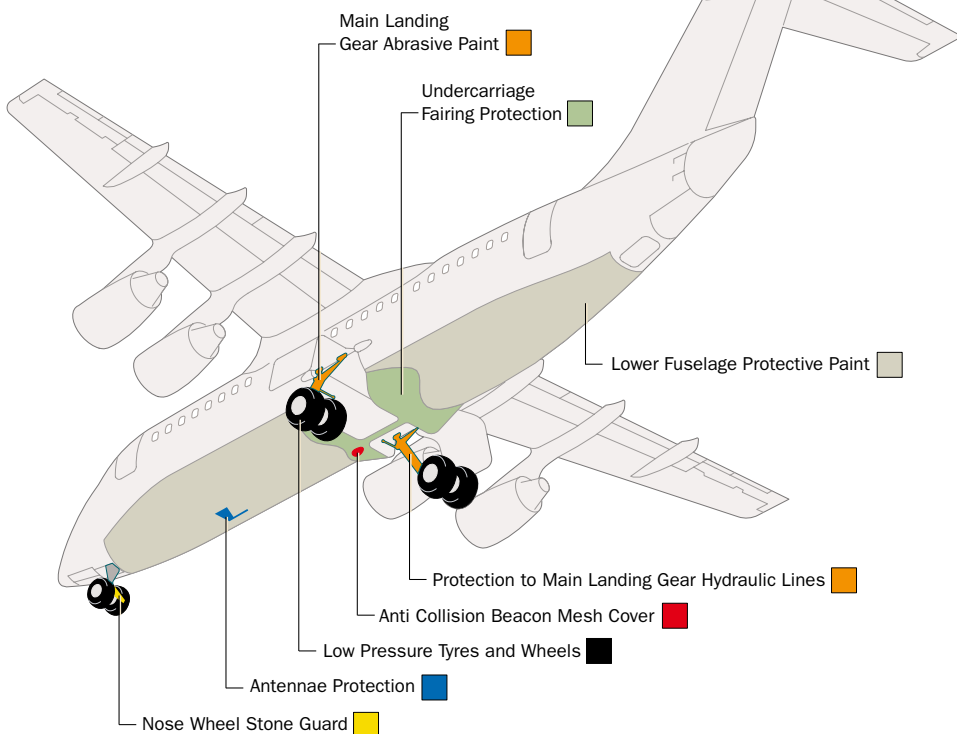 Main Landing
Gear Abrasive Paint
Undercarriage
Fairing Protection
Lower Fuselage Protective Paint
Protection to Main Landing Gear Hydraulic Lines
Anti Collision Beacon Mesh Cover
Low Pressure Tyres and Wheels
Antennae Protection
Nose Wheel Stone Guard